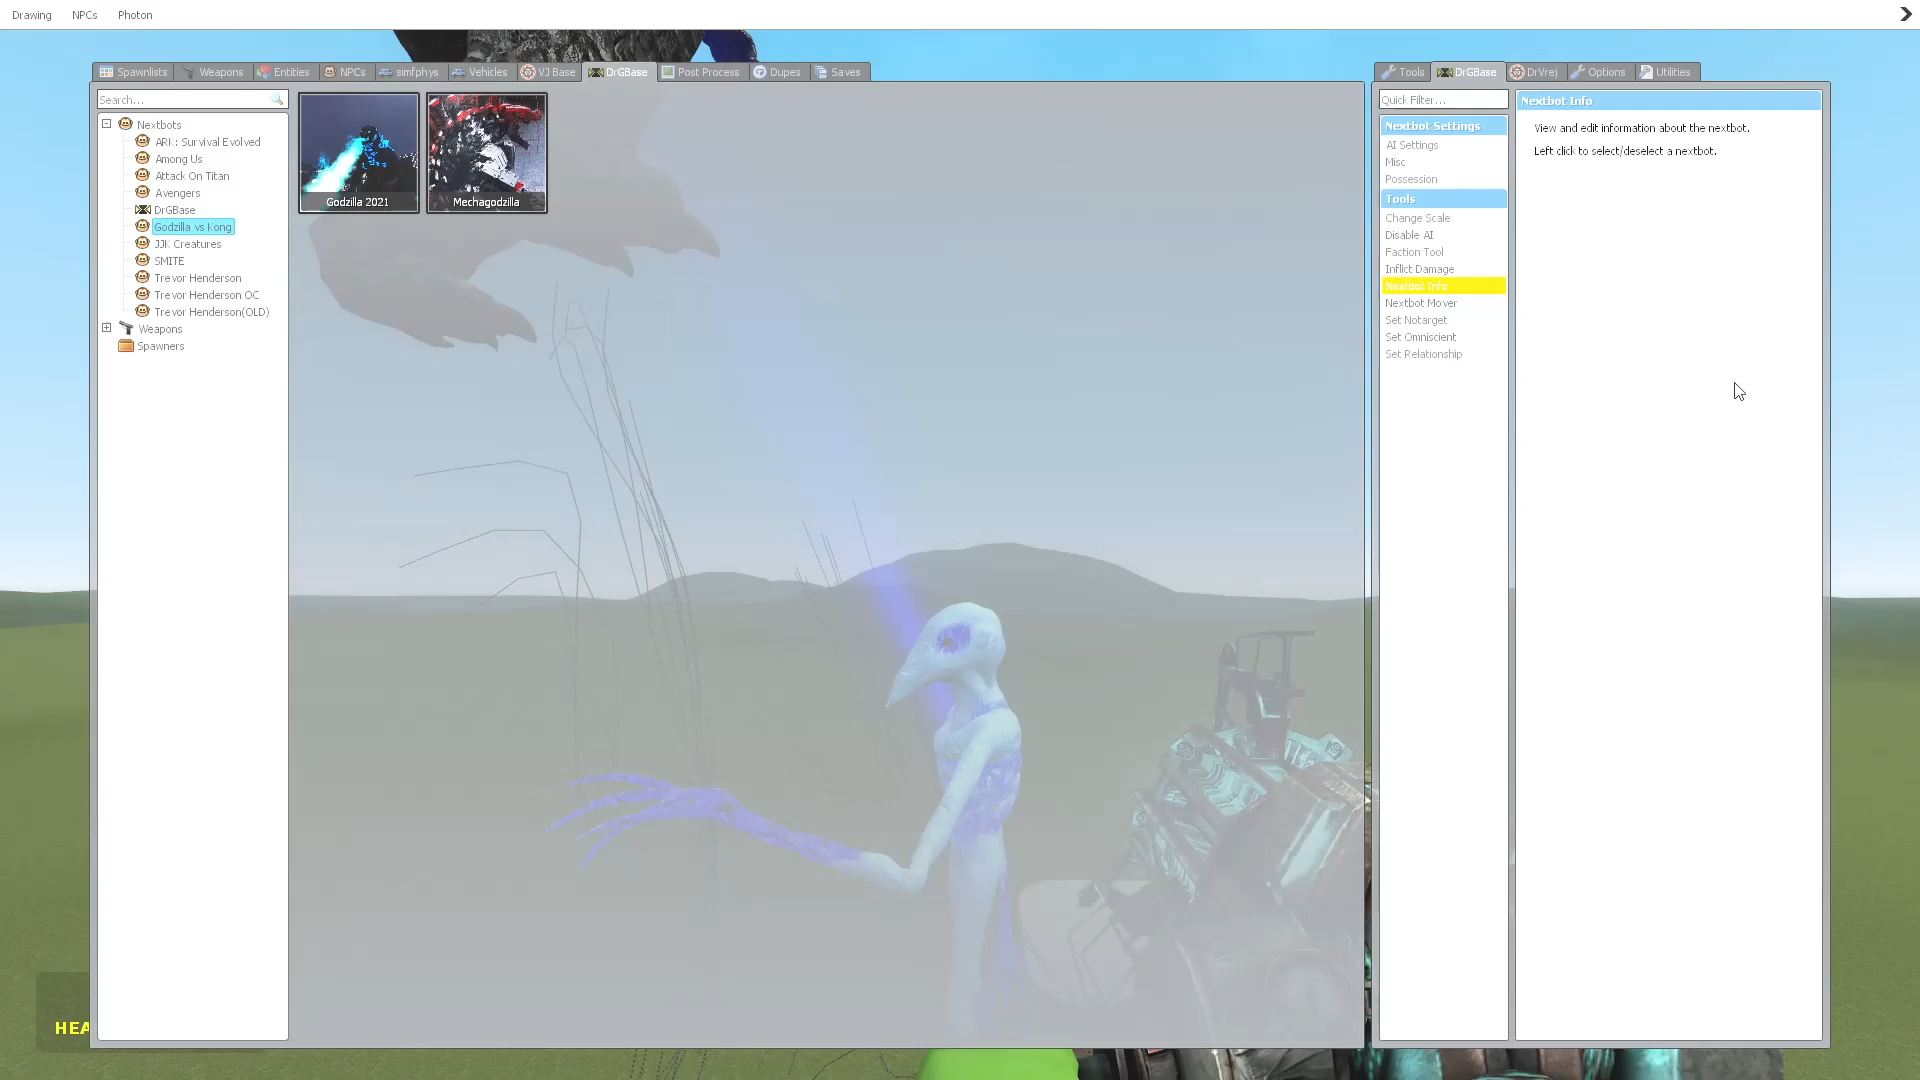 Drawing NPCs Photon
Spawnlists Weapons Entities NPCs simfphys Vehicles VJ Base DrGBase Post Process Dupes Saves
Search...
Nextbots
ARK: Survival Evolved
Among Us
Attack On Titan
Avengers
DrGBase
Godzilla vs Kong
JJK Creatures
SMITE
Trevor Henderson
Trevor Henderson OC
Trevor Henderson(OLD)
Weapons
Spawners
Godzilla 2021
Mechagodzilla
Tools DrGBase DrVrej Options Utilities
Quick Filter...
Nextbot Settings
AI Settings
Misc
Possession
Tools
Change Scale
Disable AI
Faction Tool
Inflict Damage
Nextbot Info
Nextbot Mover
Set Notarget
Set Omniscient
Set Relationship
Nextbot Info
View and edit information about the nextbot.
Left click to select/deselect a nextbot.
HEA